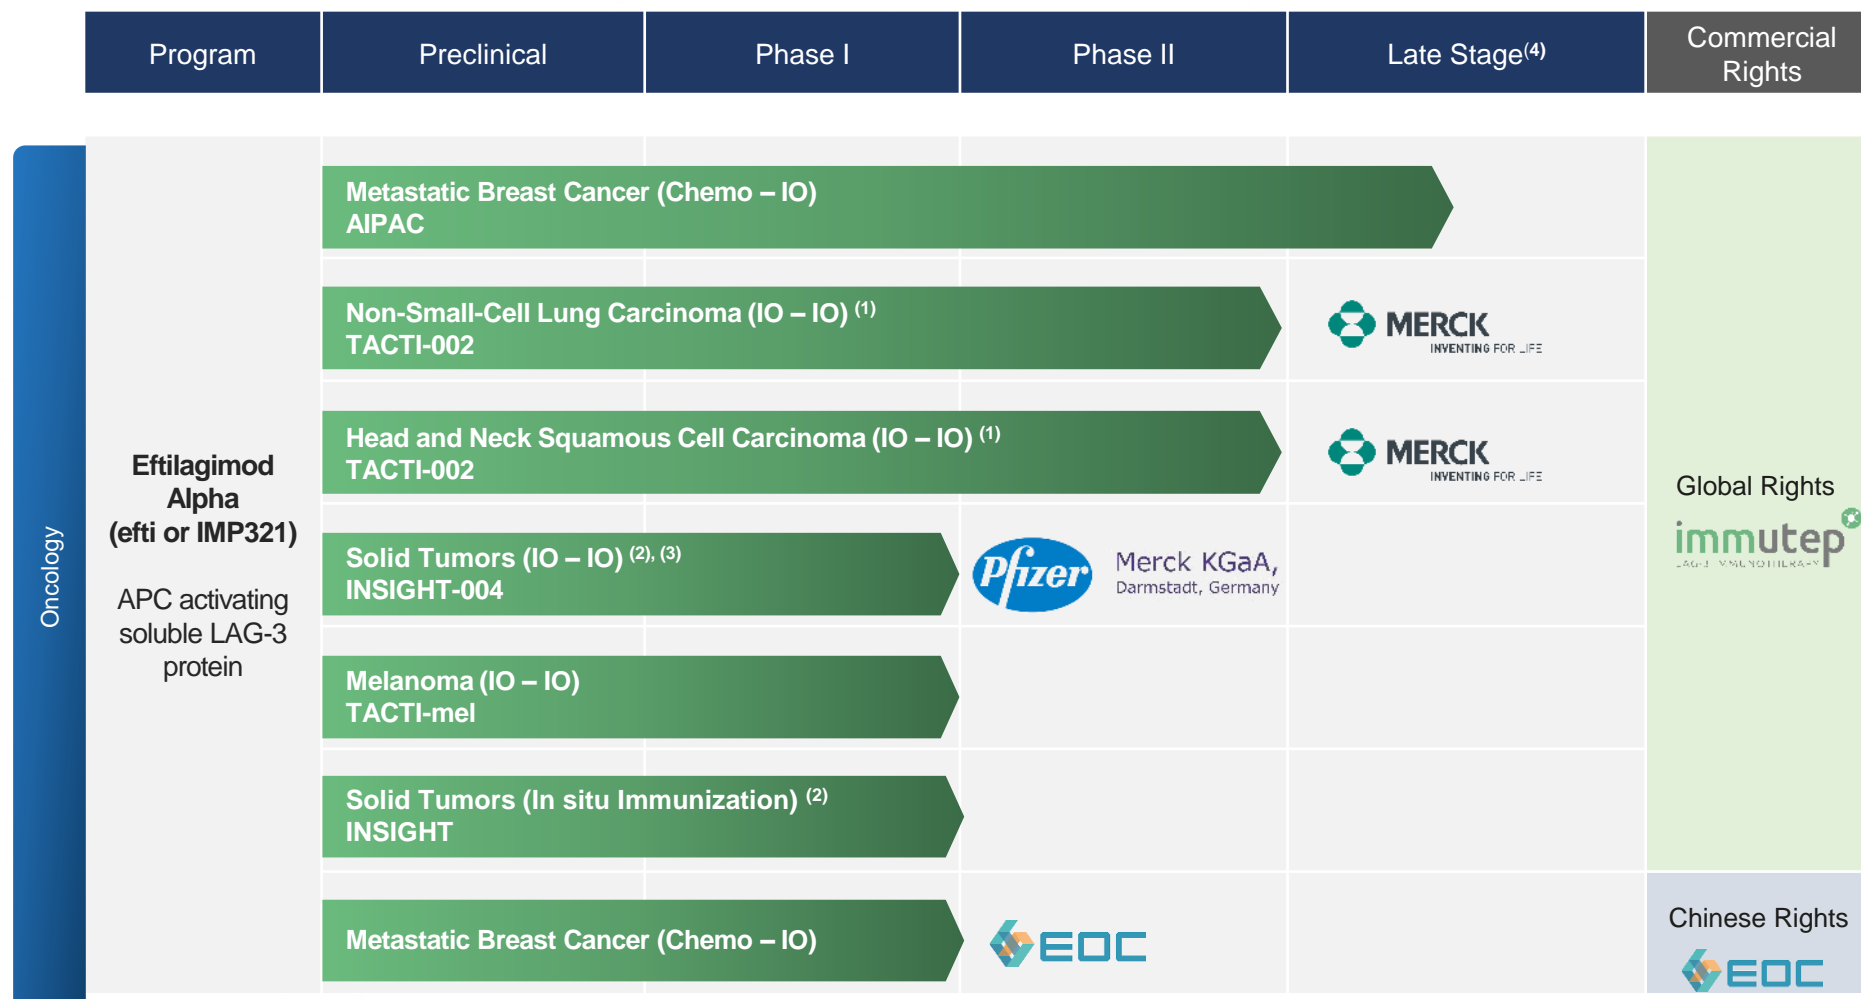 Program
Preclinical
Phase I
Phase II
Late Stage(4)
Commercial
Rights
Oncology
Eftilagimod
Alpha
(efti or IMP321)
APC activating
soluble LAG-3
protein
Metastatic Breast Cancer (Chemo – IO)
AIPAC
Non-Small-Cell Lung Carcinoma (IO – IO) (1)
TACTI-002
MERCK
INVENTING FOR LIFE
Head and Neck Squamous Cell Carcinoma (IO – IO) (1)
TACTI-002
MERCK
INVENTING FOR LIFE
Solid Tumors (IO – IO) (2), (3)
INSIGHT-004
Pfizer
Merck KGaA,
Darmstadt, Germany
Melanoma (IO – IO)
TACTI-mel
Solid Tumors (In situ Immunization) (2)
INSIGHT
Metastatic Breast Cancer (Chemo – IO)
EOC
Global Rights
immutep
LAG-3 IMMUNOTHERAPY
Chinese Rights
EOC